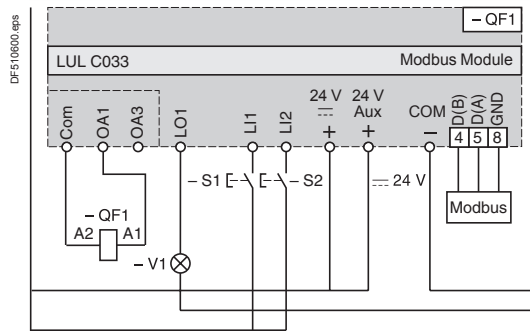 DF510600.eps
– QF1
LUL C033
Modbus Module
Com
OA1
OA3
LO1
LI1
LI2
24 V
+
24 V
Aux
+
COM
–
D(B)
D(A)
GND
4 5 8
– S1
– S2
24 V
Modbus
– QF1
A2
A1
– V1